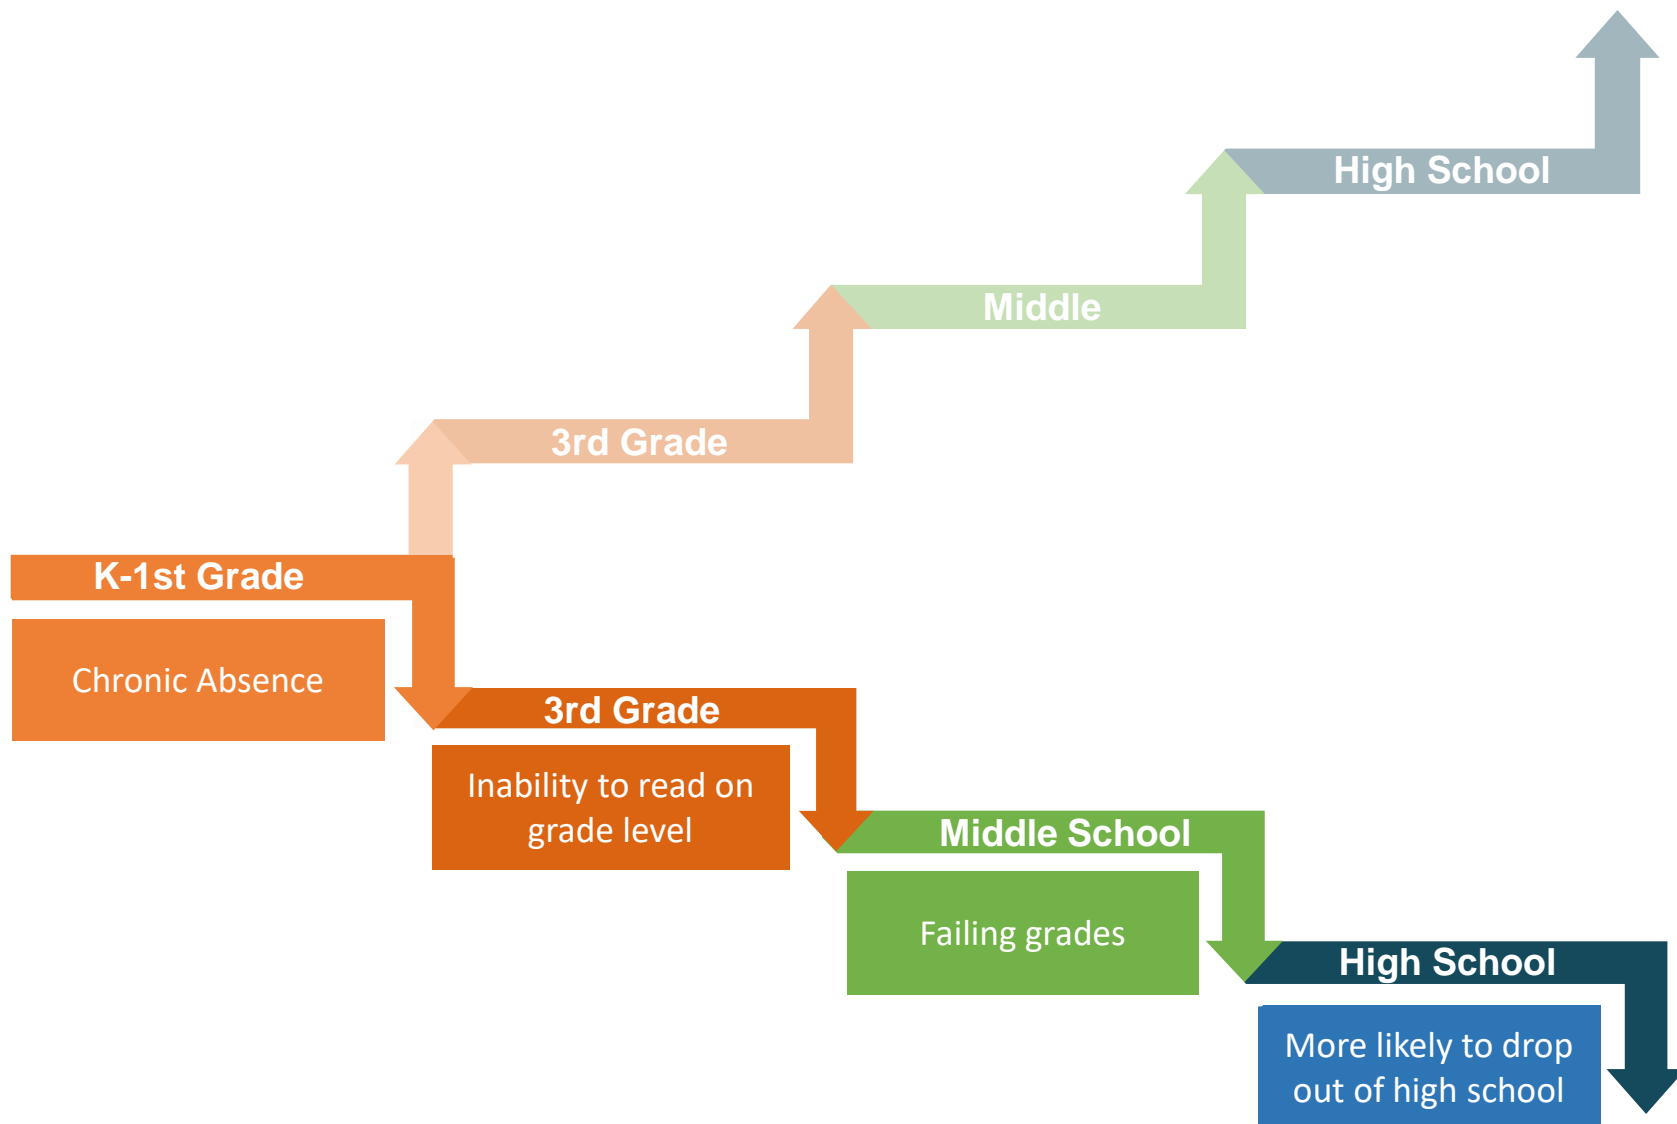 High School
Middle
3rd Grade
K-1st Grade
Chronic Absence
3rd Grade
Inability to read on
grade level
Middle School
Failing grades
High School
More likely to drop
out of high school